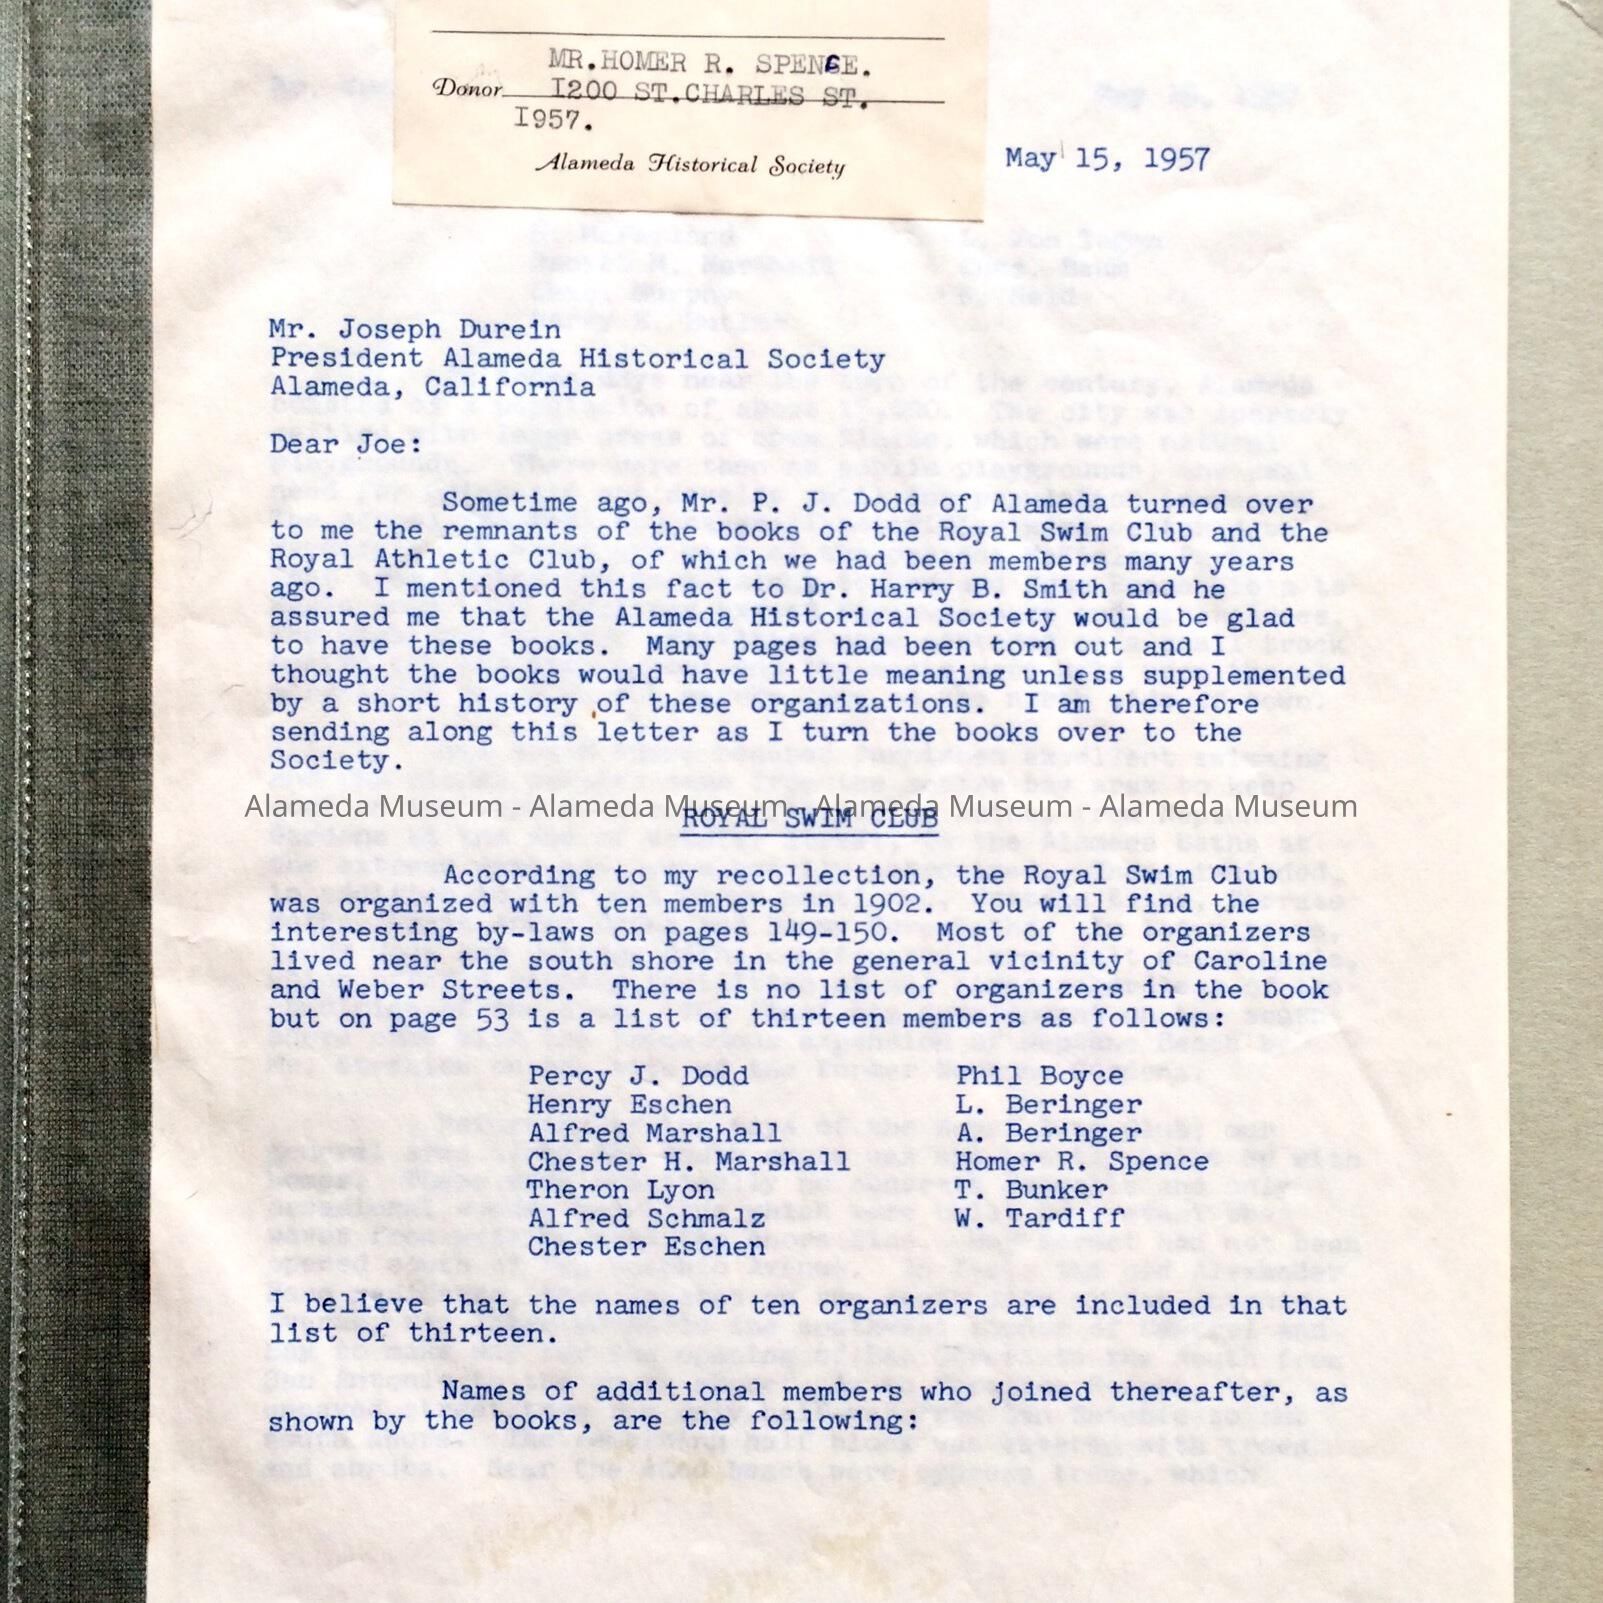 MR.HOMER R. SPENCE.
Donor I200 ST.CHARLES ST.
I957.
Alameda Historical Society
May 15, 1957
Mr. Joseph Durein
President Alameda Historical Society
Alameda, California
Dear Joe:
Sometime ago, Mr. P. J. Dodd of Alameda turned over
to me the remnants of the books of the Royal Swim Club and the
Royal Athletic Club, of which we had been members many years
ago. I mentioned this fact to Dr. Harry B. Smith and he
assured me that the Alameda Historical Society would be glad
to have these books. Many pages had been torn out and I
thought the books would have little meaning unless supplemented
by a short history of these organizations. I am therefore
sending along this letter as I turn the books over to the
Society.
Alameda Museum - Alameda Museum - Alameda Museum - Alameda Museum
ROYAL SWIM CLUB
According to my recollection, the Royal Swim Club
was organized with ten members in 1902. You will find the
interesting by-laws on pages 149-150. Most of the organizers
lived near the south shore in the general vicinity of Caroline
and Weber Streets. There is no list of organizers in the book
but on page 53 is a list of thirteen members as follows:
Percy J. Dodd Phil Boyce
Henry Eschen L. Beringer
Alfred Marshall A. Beringer
Chester H. Marshall Homer R. Spence
Theron Lyon T. Bunker
Alfred Schmalz W. Tardiff
Chester Eschen
I believe that the names of ten organizers are included in that
list of thirteen.
Names of additional members who joined thereafter, as
shown by the books, are the following: